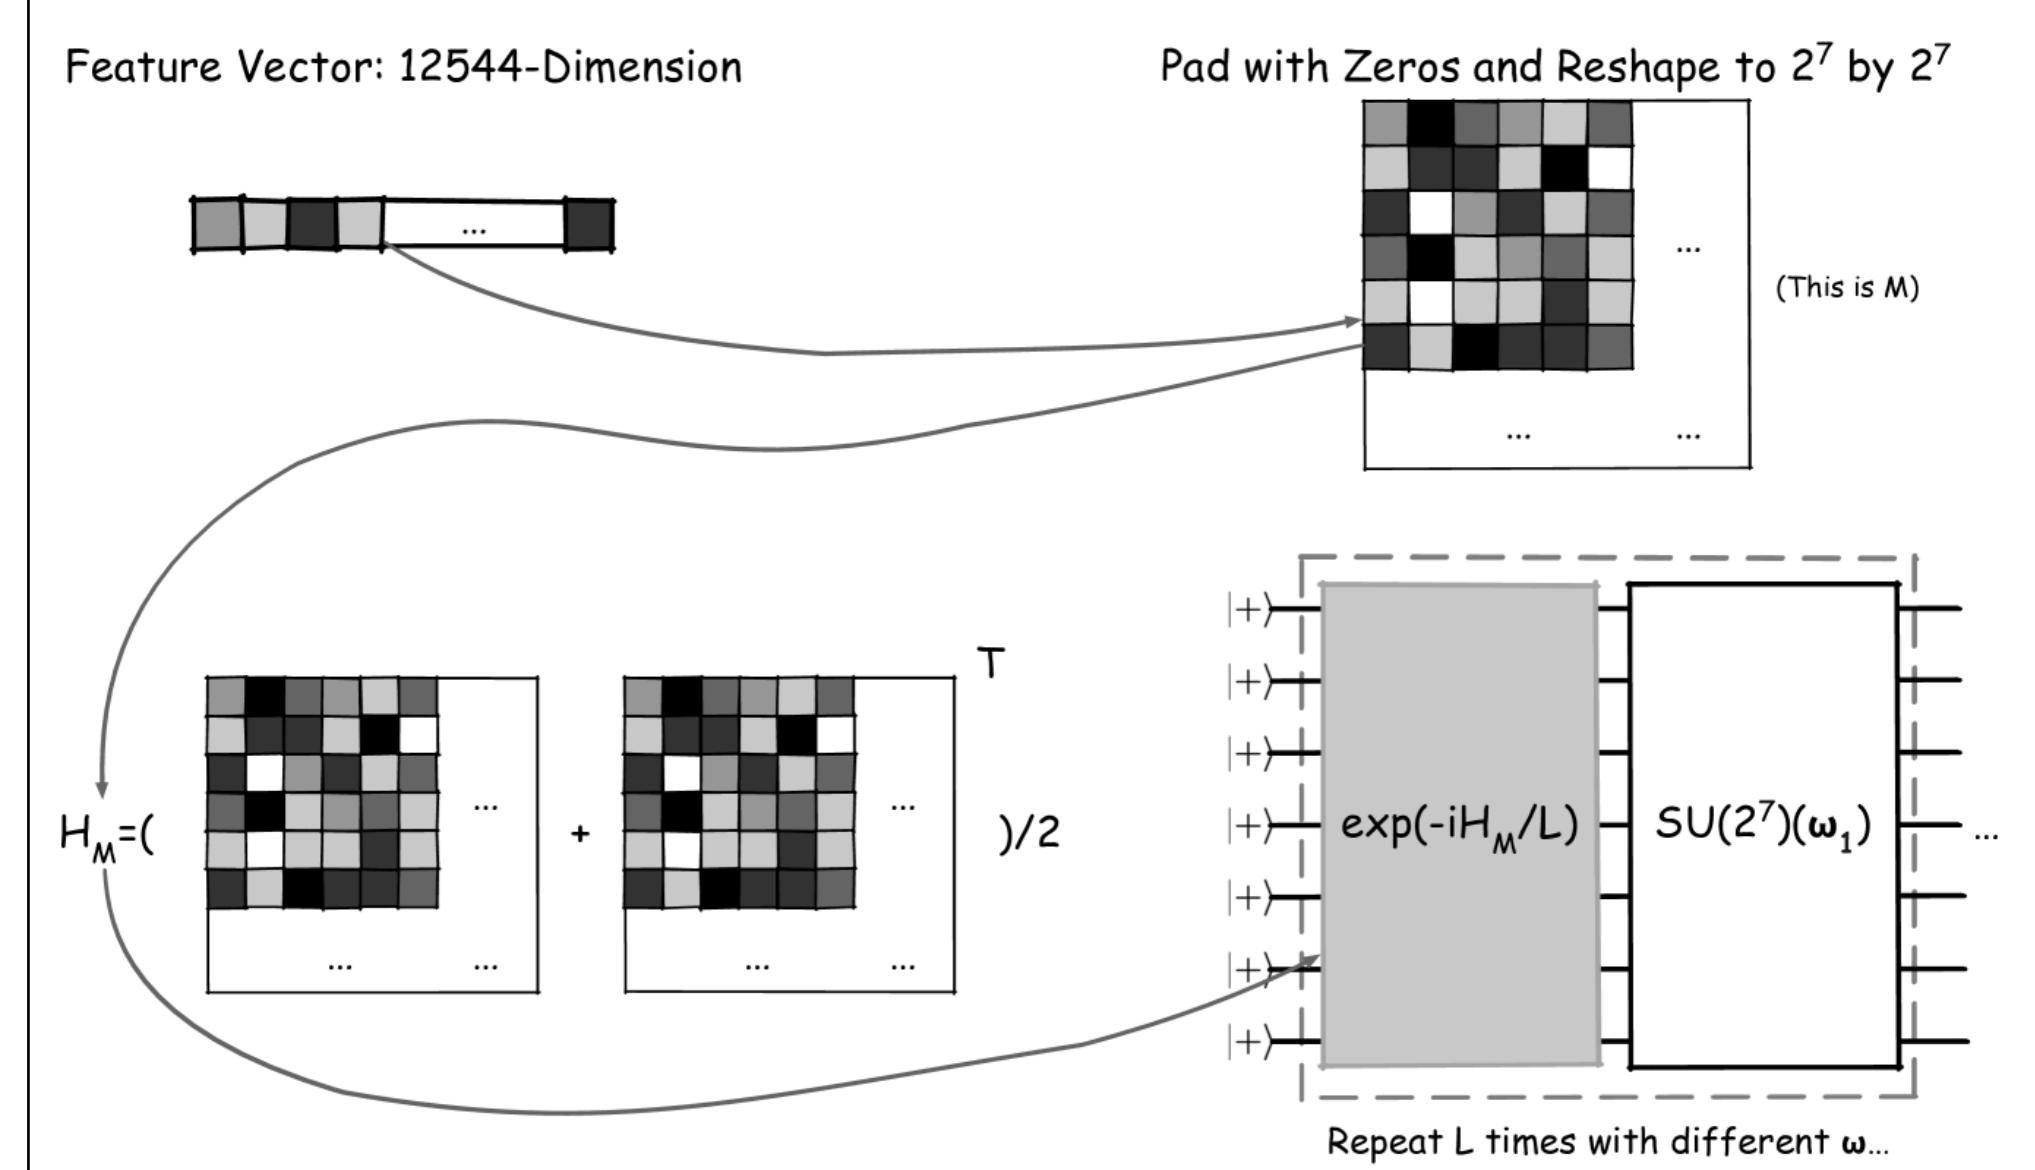 Feature Vector: 12544-Dimension
Pad with Zeros and Reshape to 2⁷ by 2⁷
...
...
(This is M)
... ...
T
H_M=(
...
+
...
)/2
... ...
... ...
|+⟩
|+⟩
|+⟩
|+⟩
|+⟩
|+⟩
|+⟩
exp(-iH_M/L)
SU(2⁷)(ω₁)
...
Repeat L times with different ω...